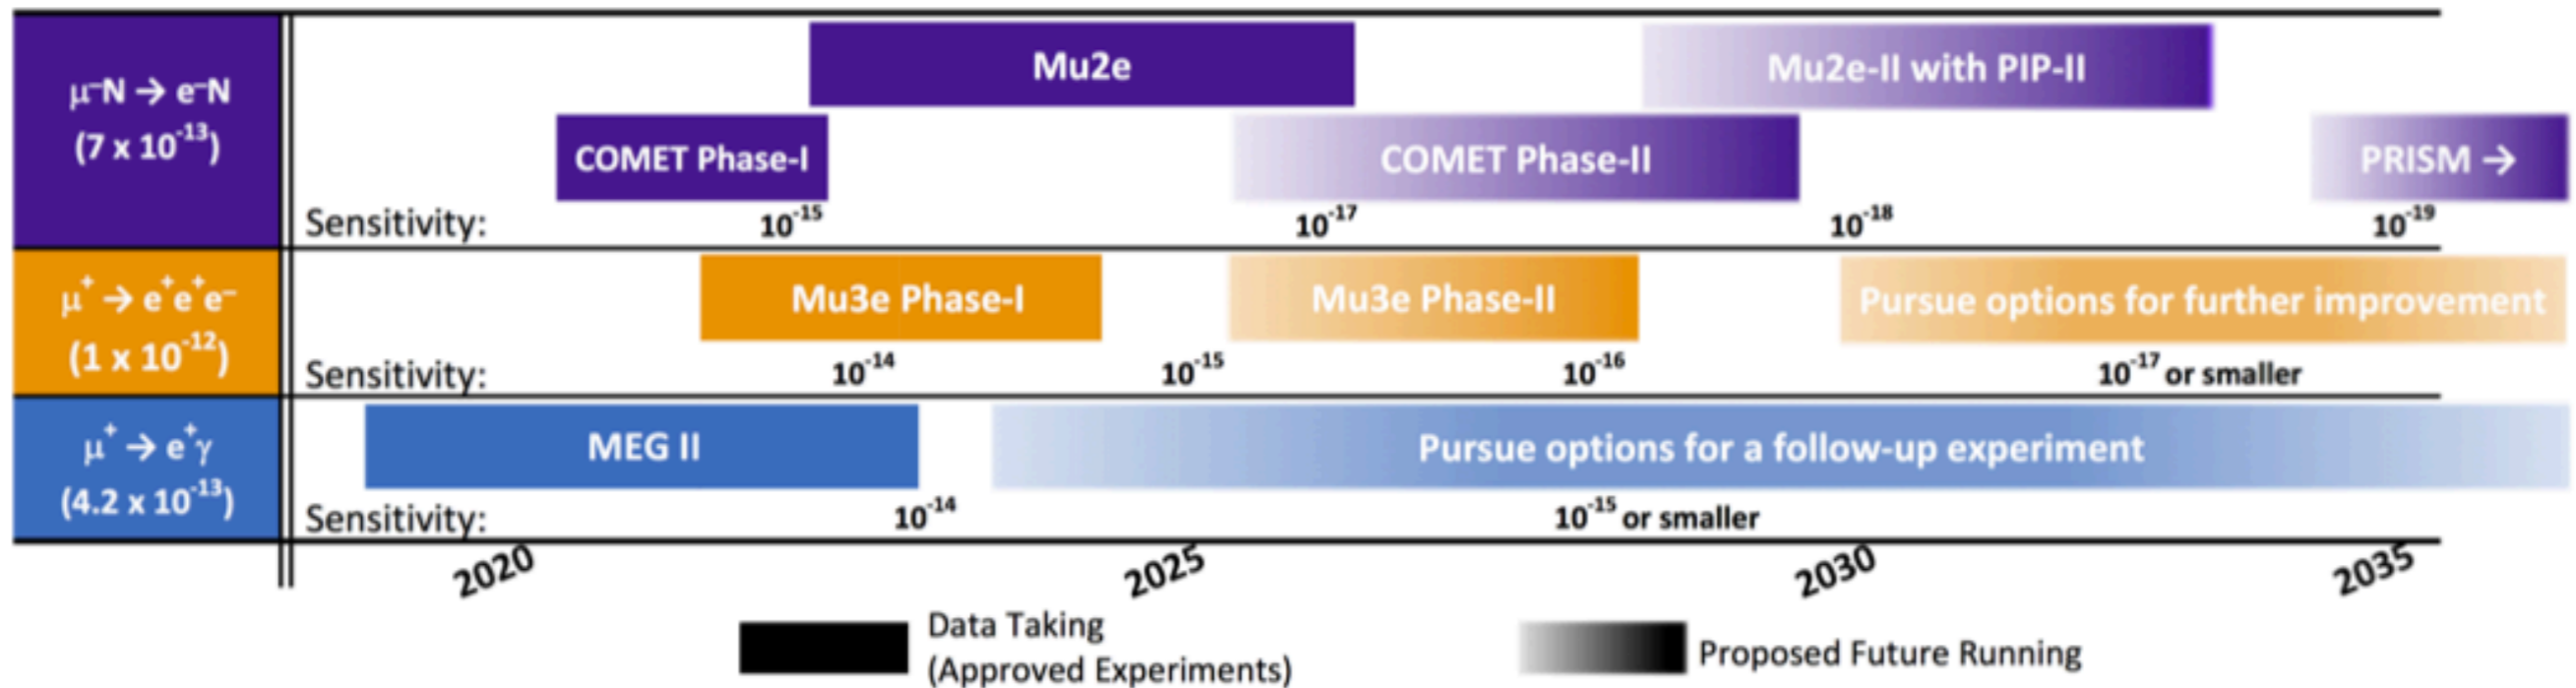 μ⁻N → e⁻N
(7 x 10⁻¹³)
Mu2e
Mu2e-II with PIP-II
COMET Phase-I
COMET Phase-II
PRISM →
Sensitivity:
10⁻¹⁵
10⁻¹⁷
10⁻¹⁸
10⁻¹⁹
μ⁺ → e⁺e⁺e⁻
(1 x 10⁻¹²)
Mu3e Phase-I
Mu3e Phase-II
Pursue options for further improvement
Sensitivity:
10⁻¹⁴
10⁻¹⁵
10⁻¹⁶
10⁻¹⁷ or smaller
μ⁺ → e⁺γ
(4.2 x 10⁻¹³)
MEG II
Pursue options for a follow-up experiment
Sensitivity:
10⁻¹⁴
10⁻¹⁵ or smaller
2020
2025
2030
2035
Data Taking
(Approved Experiments)
Proposed Future Running